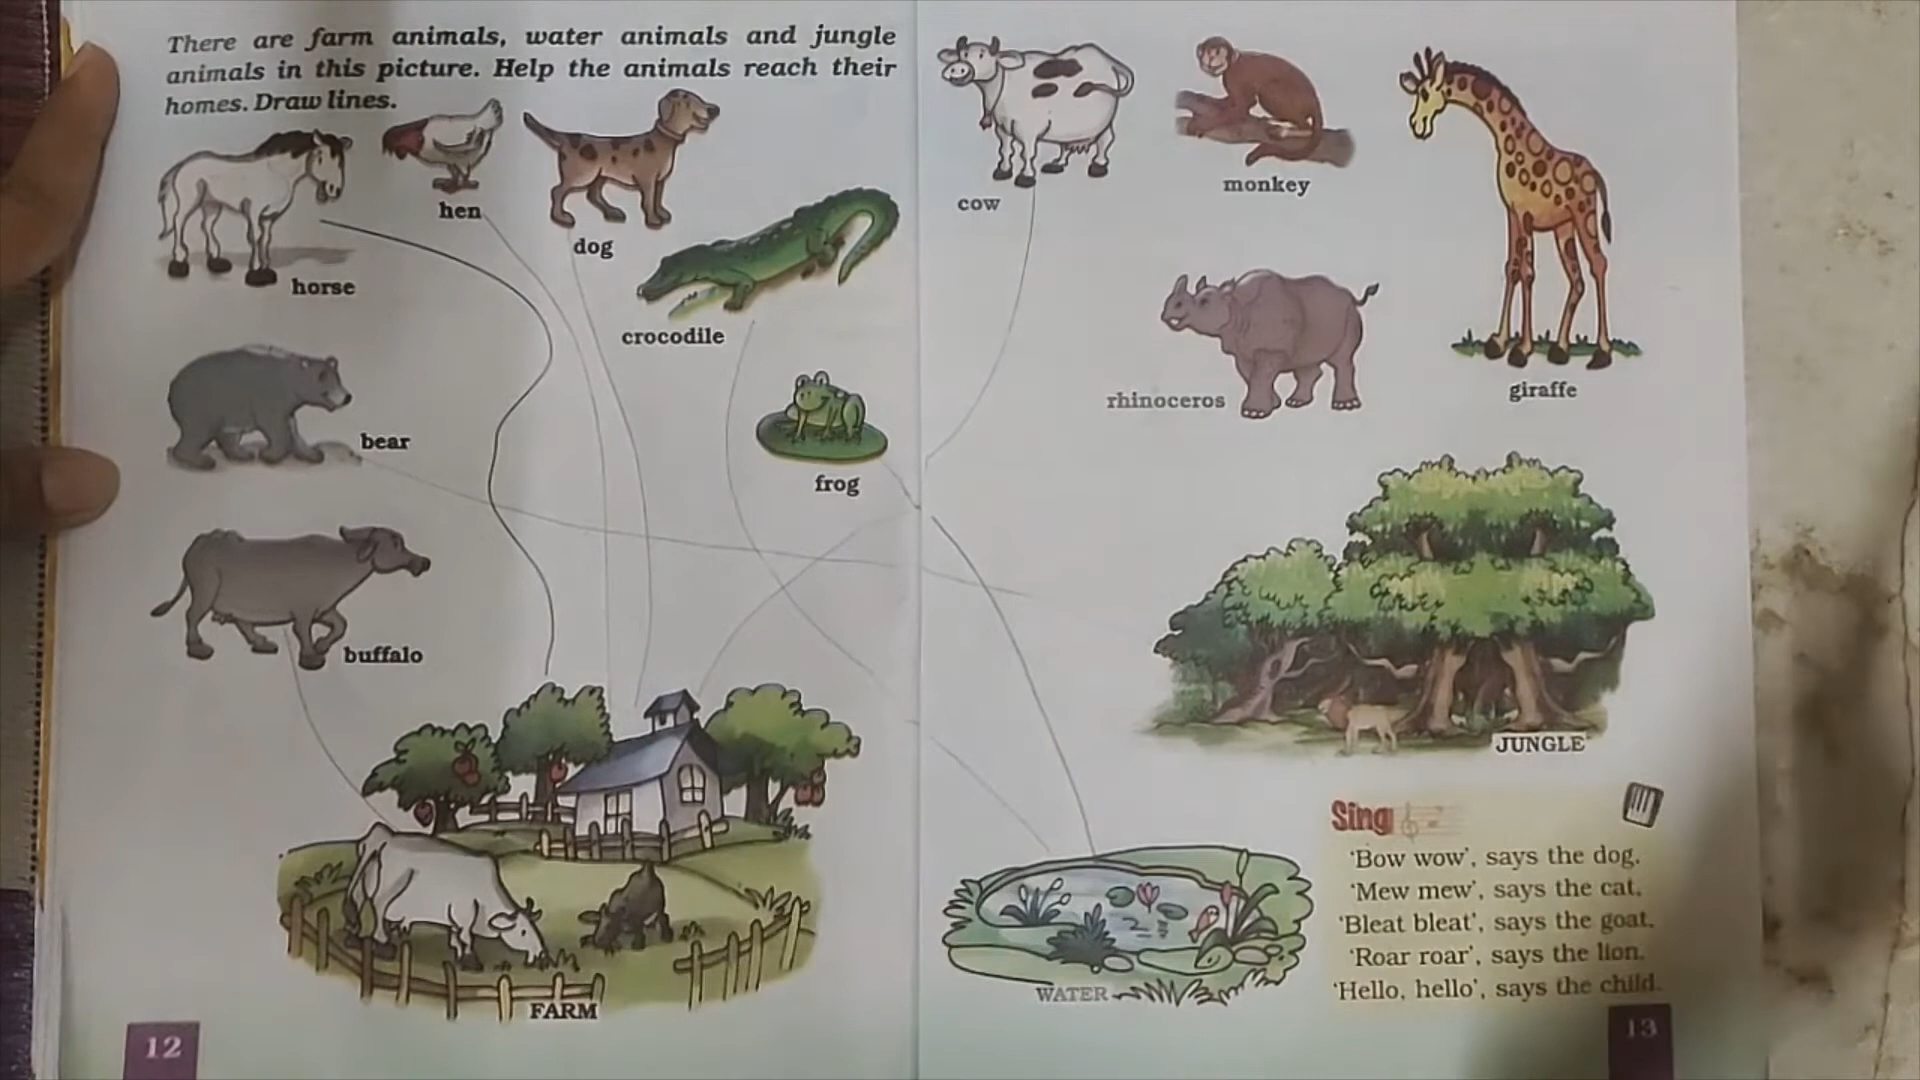 There are farm animals, water animals and jungle
animals in this picture. Help the animals reach their
homes. Draw lines.
hen
dog
horse
crocodile
bear
frog
buffalo
FARM
12
cow
monkey
rhinoceros
giraffe
JUNGLE
WATER
Sing
‘Bow wow’, says the dog.
‘Mew mew’, says the cat.
‘Bleat bleat’, says the goat.
‘Roar roar’, says the lion.
‘Hello, hello’, says the child.
13